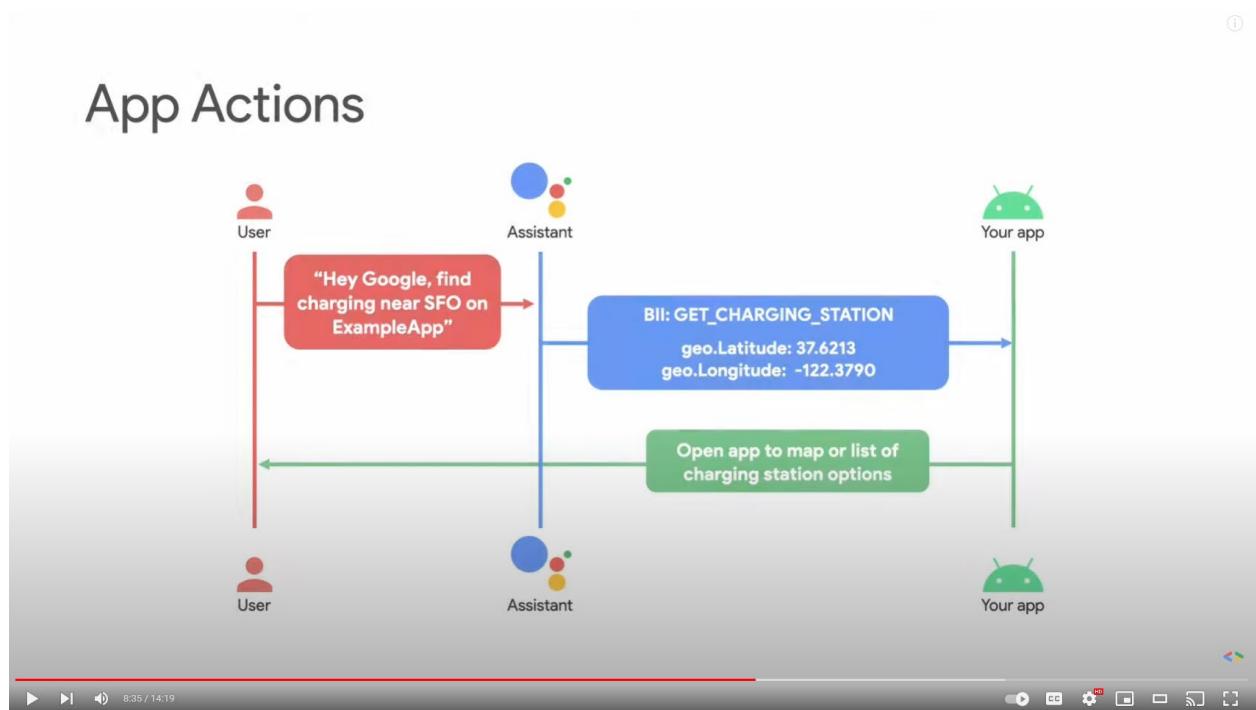 App Actions
User
Assistant
Your app
“Hey Google, find
charging near SFO on
ExampleApp”
BII: GET_CHARGING_STATION
geo.Latitude: 37.6213
geo.Longitude: -122.3790
Open app to map or list of
charging station options
User
Assistant
Your app
8:35 / 14:19
CC
HD